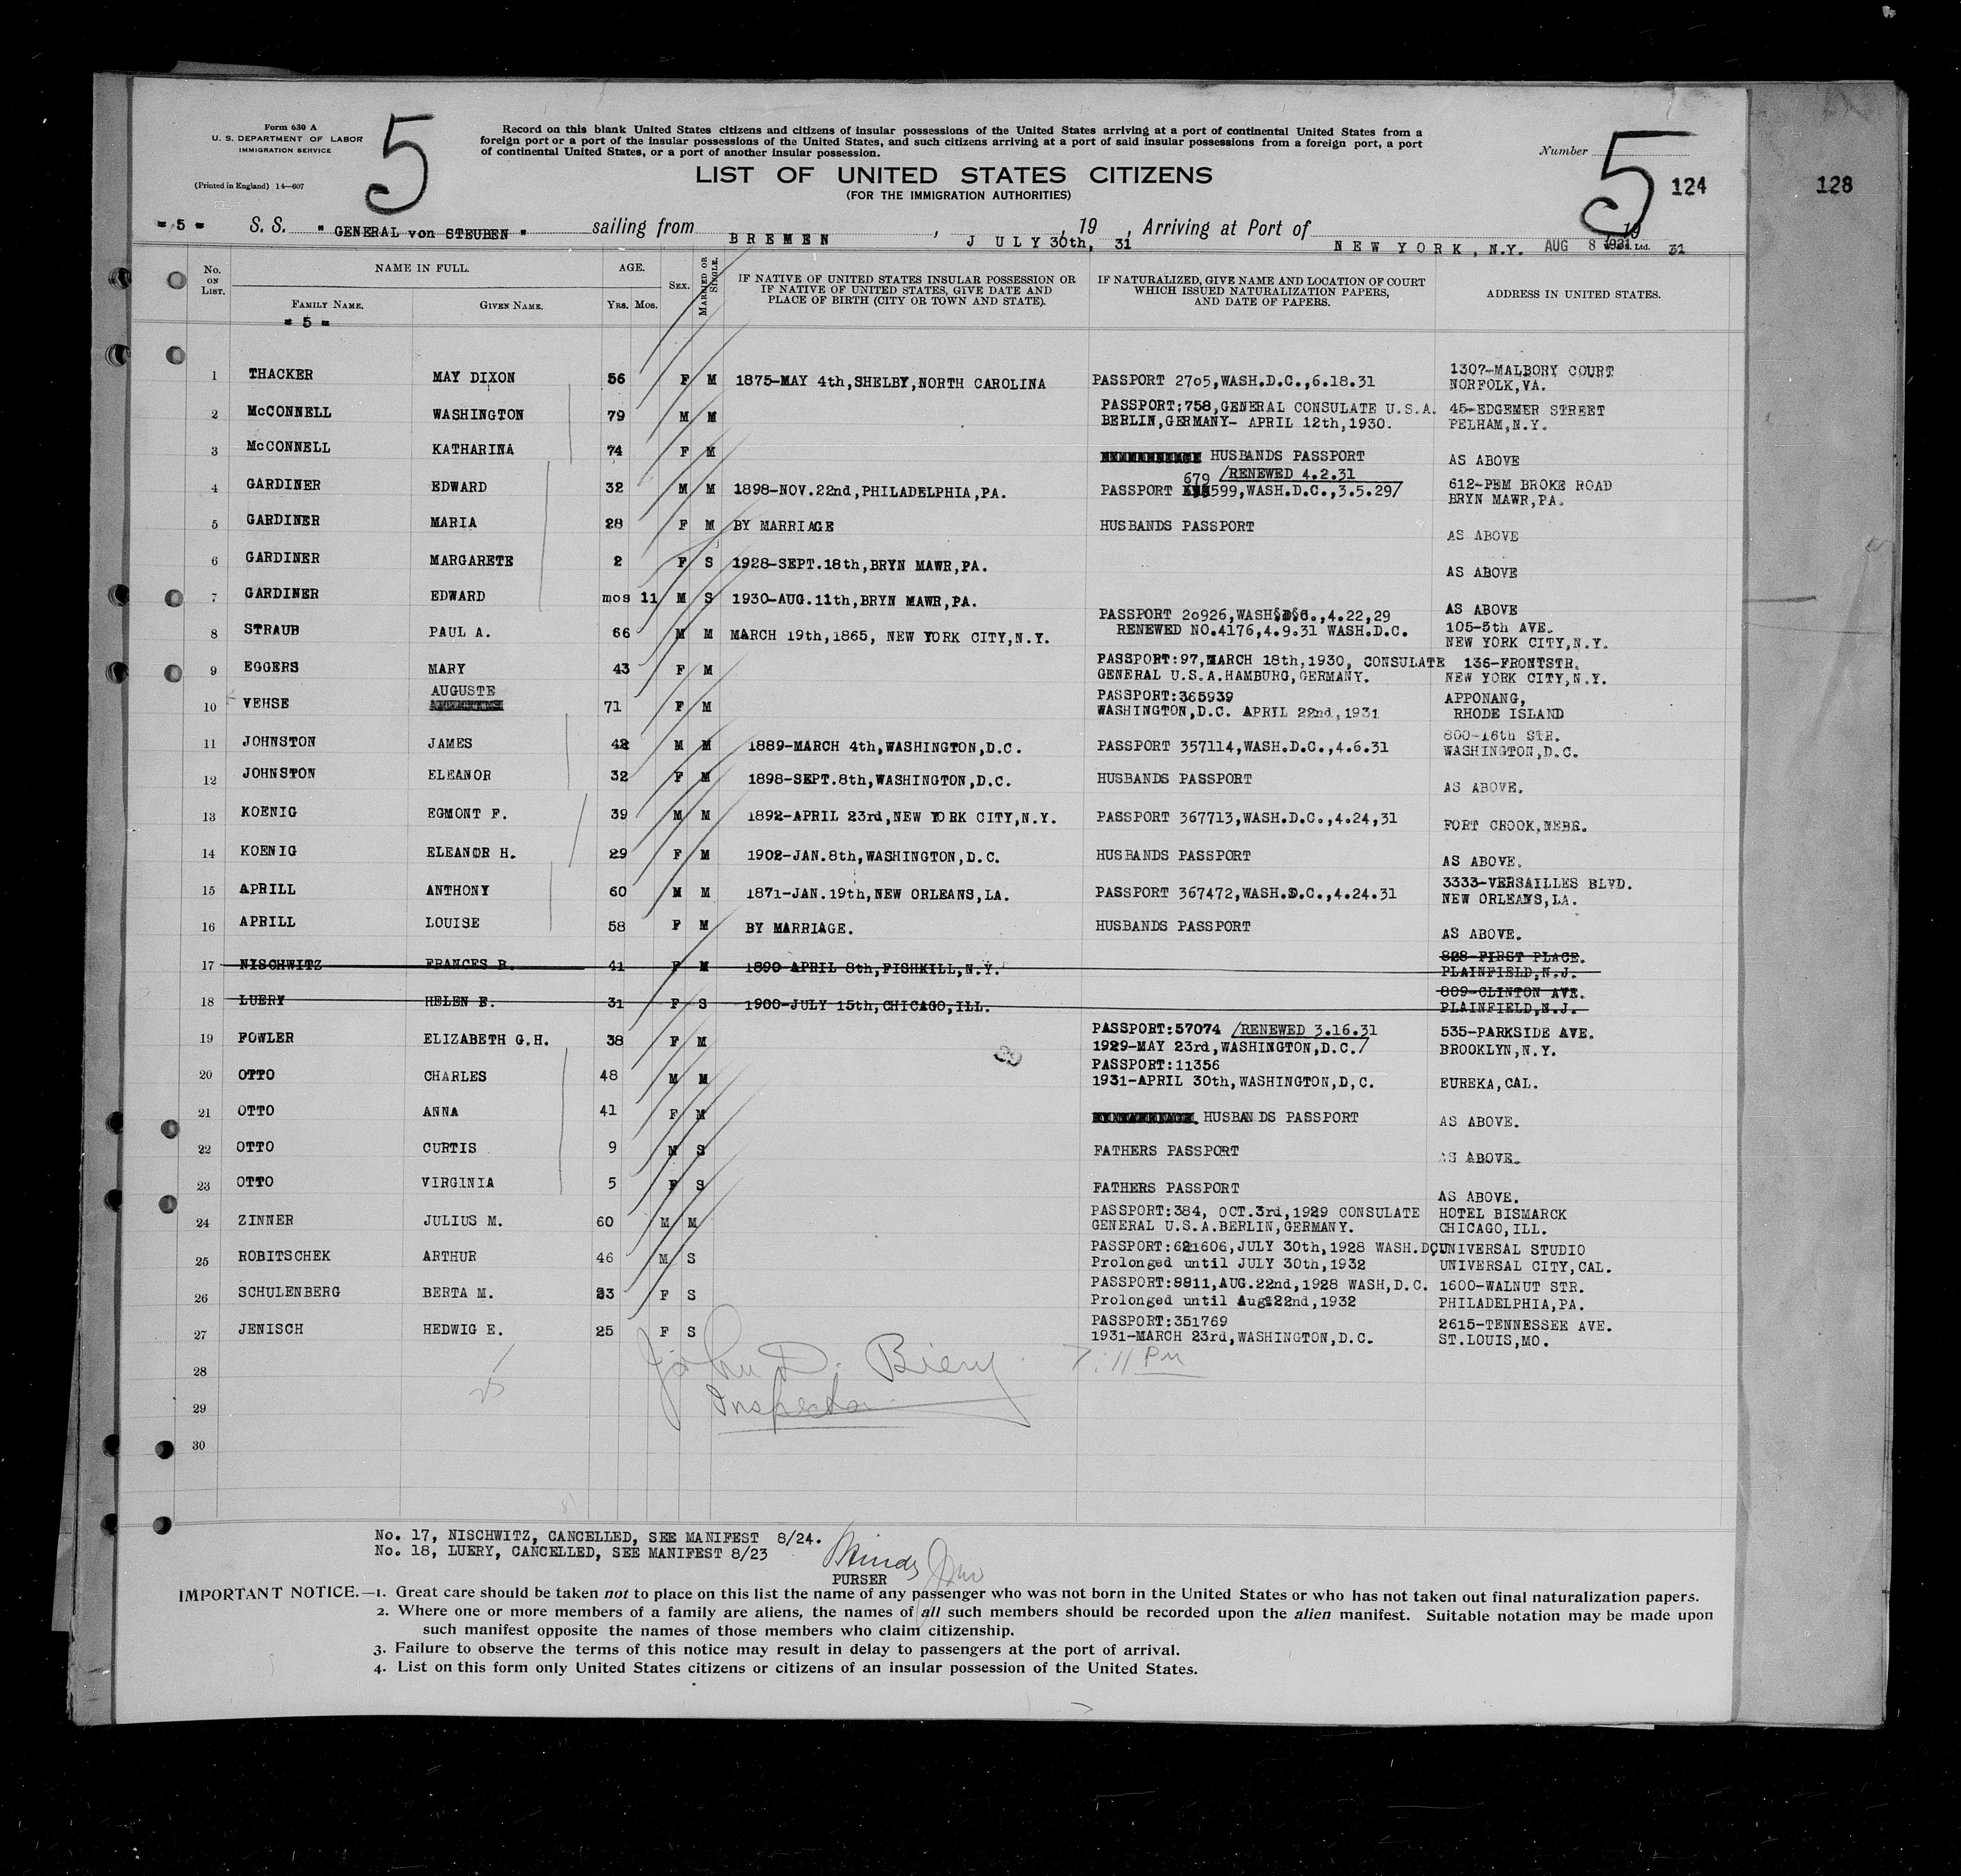 Form 630 A
U. S. DEPARTMENT OF LABOR
IMMIGRATION SERVICE
(Printed in England) 14—607
5
Record on this blank United States citizens and citizens of insular possessions of the United States arriving at a port of continental United States from a
foreign port or a port of the insular possessions of the United States, and such citizens arriving at a port of said insular possessions from a foreign port, a port
of continental United States, or a port of another insular possession.
LIST OF UNITED STATES CITIZENS
(FOR THE IMMIGRATION AUTHORITIES)
Number 5
124
128
- 5 - S. S. " GENERAL von STEUBEN " sailing from BREMEN, JULY 30th, 1931, Arriving at Port of NEW YORK, N.Y. AUG 8 1931 19 31
No. ON LIST. NAME IN FULL. AGE. SEX. MARRIED OR SINGLE. IF NATIVE OF UNITED STATES INSULAR POSSESSION OR IF NATIVE OF UNITED STATES, GIVE DATE AND PLACE OF BIRTH (CITY OR TOWN AND STATE). IF NATURALIZED, GIVE NAME AND LOCATION OF COURT WHICH ISSUED NATURALIZATION PAPERS, AND DATE OF PAPERS. ADDRESS IN UNITED STATES.
FAMILY NAME. GIVEN NAME. YRS. MOS.
- 5 -
1 THACKER MAY DIXON 56 F M 1875-MAY 4th,SHELBY,NORTH CAROLINA PASSPORT 27o5,WASH.D.C.,6.18.31 1307-MALBORY COURT NORFOLK,VA.
2 McCONNELL WASHINGTON 79 M M PASSPORT:758,GENERAL CONSULATE U.S.A. BERLIN,GERMANY- APRIL 12th,1930. 45-EDGEMER STREET PELHAM,N.Y.
3 McCONNELL KATHARINA 74 F M HUSBANDS PASSPORT AS ABOVE
4 GARDINER EDWARD 32 M M 1898-NOV.22nd,PHILADELPHIA,PA. PASSPORT 679 599,WASH.D.C.,3.5.29/ /RENEWED 4.2.31 612-PEM BROKE ROAD BRYN MAWR,PA.
5 GARDINER MARIA 28 F M BY MARRIAGE HUSBANDS PASSPORT AS ABOVE
6 GARDINER MARGARETE 2 F S 1928-SEPT.18th,BRYN MAWR,PA. AS ABOVE
7 GARDINER EDWARD mos 11 M S 1930-AUG.11th,BRYN MAWR,PA. AS ABOVE
8 STRAUB PAUL A. 66 M M MARCH 19th,1865, NEW YORK CITY,N.Y. PASSPORT 2o926,WASH.D.C.,4.22,29 RENEWED NO.4176,4.9.31 WASH.D.C. 105-5th AVE. NEW YORK CITY,N.Y.
9 EGGERS MARY 43 F M PASSPORT:97,MARCH 18th,1930, CONSULATE GENERAL U.S.A.HAMBURG,GERMANY. 136-FRONTSTR. NEW YORK CITY,N.Y.
10 VEHSE AUGUSTE 71 F M PASSPORT:365939 WASHINGTON,D.C. APRIL 22nd,1931 APPONANG, RHODE ISLAND
11 JOHNSTON JAMES 42 M M 1889-MARCH 4th,WASHINGTON,D.C. PASSPORT 357114,WASH.D.C.,4.6.31 800-16th STR. WASHINGTON,D.C.
12 JOHNSTON ELEANOR 32 F M 1898-SEPT.8th,WASHINGTON,D.C. HUSBANDS PASSPORT AS ABOVE.
13 KOENIG EGMONT F. 39 M M 1892-APRIL 23rd,NEW YORK CITY,N.Y. PASSPORT 367713,WASH.D.C.,4.24,31 FORT CROOK,NEBR.
14 KOENIG ELEANOR H. 29 F M 1902-JAN.8th,WASHINGTON,D.C. HUSBANDS PASSPORT AS ABOVE.
15 APRILL ANTHONY 60 M M 1871-JAN.19th,NEW ORLEANS,LA. PASSPORT 367472,WASH.D.C.,4.24.31 3333-VERSAILLES BLVD. NEW ORLEANS,LA.
16 APRILL LOUISE 58 F M BY MARRIAGE. HUSBANDS PASSPORT AS ABOVE.
17 NISCHWITZ FRANCES B. 41 F M 1890-APRIL 8th,FISHKILL,N.Y. 828-FIRST PLACE. PLAINFIELD,N.J.
18 LUERY HELEN E. 31 F S 1900-JULY 15th,CHICAGO,ILL. 809-CLINTON AVE. PLAINFIELD,N.J.
19 FOWLER ELIZABETH G.H. 38 F M PASSPORT:57074 /RENEWED 3.16.31 1929-MAY 23rd,WASHINGTON,D.C./ 535-PARKSIDE AVE. BROOKLYN,N.Y.
20 OTTO CHARLES 48 M M PASSPORT:11356 1931-APRIL 30th,WASHINGTON,D,C. EUREKA,CAL.
21 OTTO ANNA 41 F M HUSBANDS PASSPORT AS ABOVE.
22 OTTO CURTIS 9 M S FATHERS PASSPORT AS ABOVE.
23 OTTO VIRGINIA 5 F S FATHERS PASSPORT AS ABOVE.
24 ZINNER JULIUS M. 60 M M PASSPORT:384, OCT.3rd,1929 CONSULATE GENERAL U.S.A.BERLIN,GERMANY. HOTEL BISMARCK CHICAGO,ILL.
25 ROBITSCHEK ARTHUR 46 M S PASSPORT:621606,JULY 30th,1928 WASH.DC Prolonged until JULY 30th,1932 UNIVERSAL STUDIO UNIVERSAL CITY,CAL.
26 SCHULENBERG BERTA M. 23 F S PASSPORT:8811,AUG.22nd,1928 WASH,D.C. Prolonged until Aug.22nd,1932 1600-WALNUT STR. PHILADELPHIA,PA.
27 JENISCH HEDWIG E. 25 F S PASSPORT:351769 1931-MARCH 23rd,WASHINGTON,D.C. 2615-TENNESSEE AVE. ST.LOUIS,MO.
28 25 John D. Biery 7:11 PM
29 Inspector
30
No. 17, NISCHWITZ, CANCELLED, SEE MANIFEST 8/24.
No. 18, LUERY, CANCELLED, SEE MANIFEST 8/23
PURSER
IMPORTANT NOTICE.—1. Great care should be taken not to place on this list the name of any passenger who was not born in the United States or who has not taken out final naturalization papers.
2. Where one or more members of a family are aliens, the names of all such members should be recorded upon the alien manifest. Suitable notation may be made upon
such manifest opposite the names of those members who claim citizenship.
3. Failure to observe the terms of this notice may result in delay to passengers at the port of arrival.
4. List on this form only United States citizens or citizens of an insular possession of the United States.